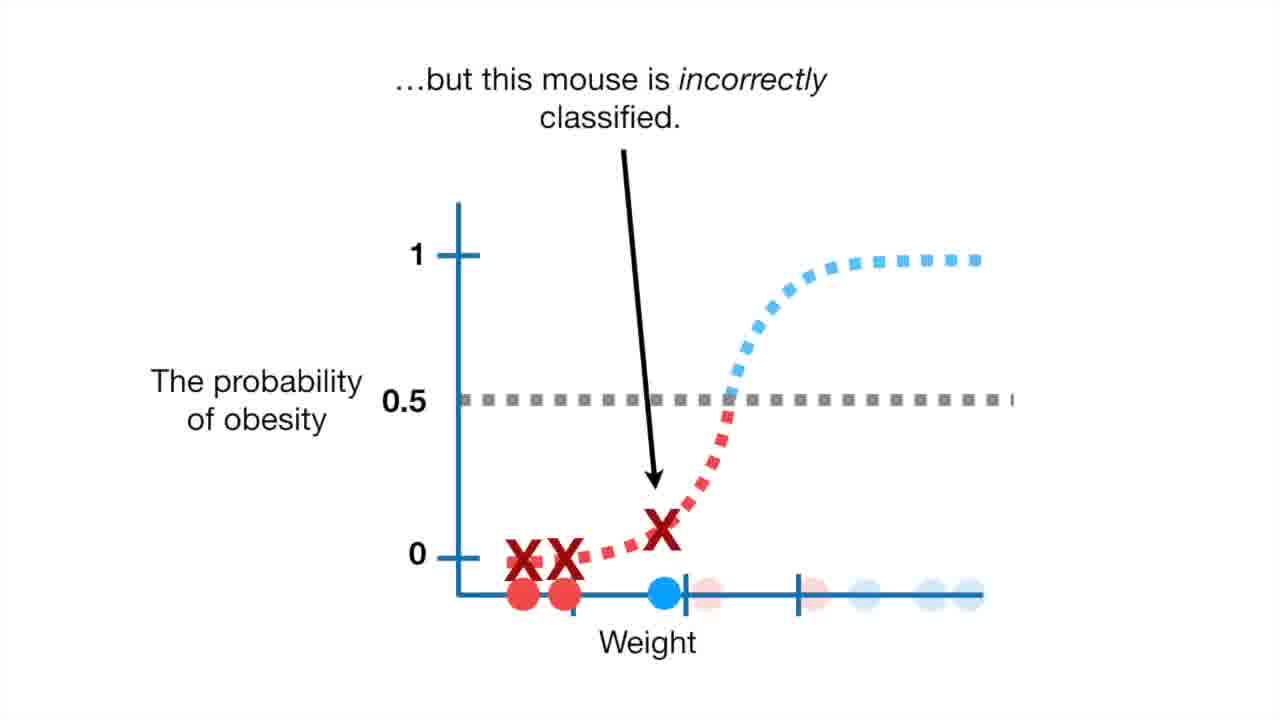 …but this mouse is incorrectly
classified.
1
The probability
of obesity
0.5
X X X
0
Weight